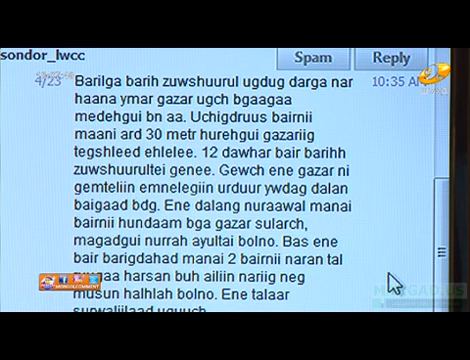 sondor_lwcc
Spam
Reply
4/23
Barilga barih zuwshuurul ugdug darga nar
10:35 AM
haana ymar gazar ugch bgaagaa
medehgui bn aa. Uchigdruus bairnii
maani ard 30 metr hurehgui gazariig
tegshleed ehlelee. 12 dawhar bair barihh
zuwshuurultei genee. Gewch ene gazar ni
gemteliin emnelegiin urduur ywdag dalan
baigaad bdg. Ene dalang nuraawal manai
bairnii hundaam bga gazar sularch,
magadgui nurrah ayultai bolno. Bas ene
bair barigdahad manai 2 bairnii naran tal
harsan buh ailiin nariig neg
musun halhlah bolno. Ene talaar